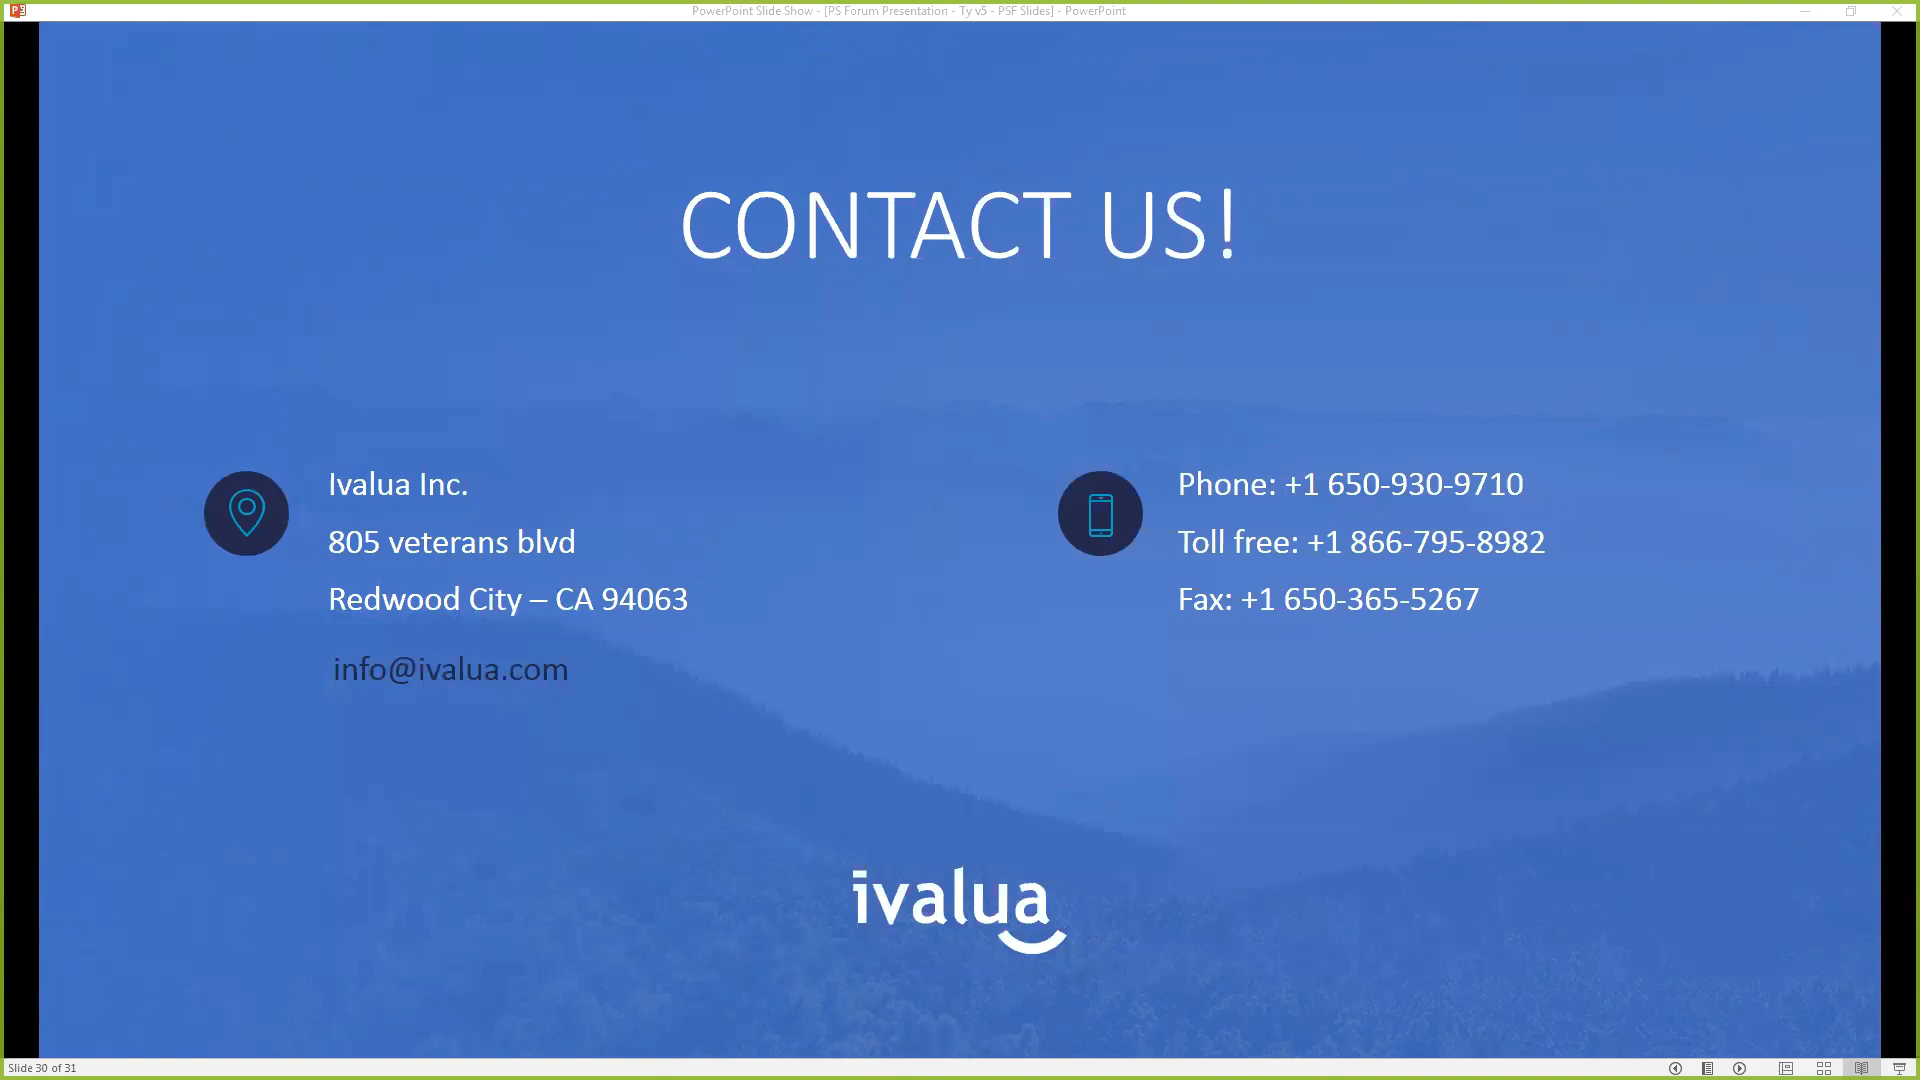 PowerPoint Slide Show - [PS Forum Presentation - Ty v5 - PSF Slides] - PowerPoint
CONTACT US!
Ivalua Inc.
805 veterans blvd
Redwood City – CA 94063
info@ivalua.com
Phone: +1 650-930-9710
Toll free: +1 866-795-8982
Fax: +1 650-365-5267
ivalua
Slide 30 of 31